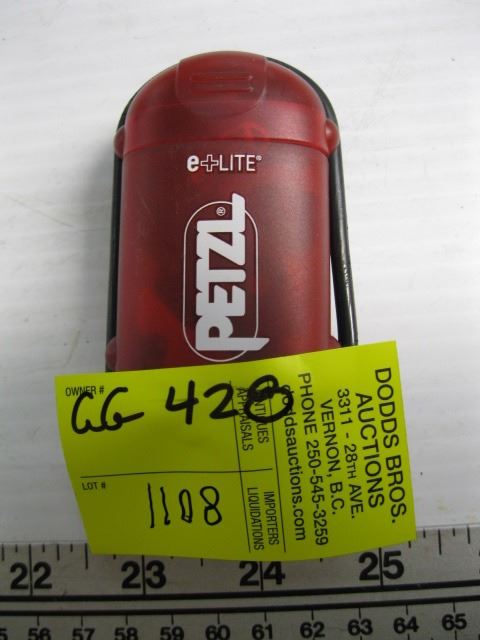 e+LITE®
PETZL®
OWNER #
GG 428
LOT #
1108
ANTIQUES
APPRAISALS
IMPORTERS
LIQUIDATIONS
DODDS BROS.
AUCTIONS
3311 - 28TH AVE.
VERNON, B.C.
PHONE 250-545-3259
doddsauctions.com
22 23 24 25
56 57 58 59 60 61 62 63 64 65